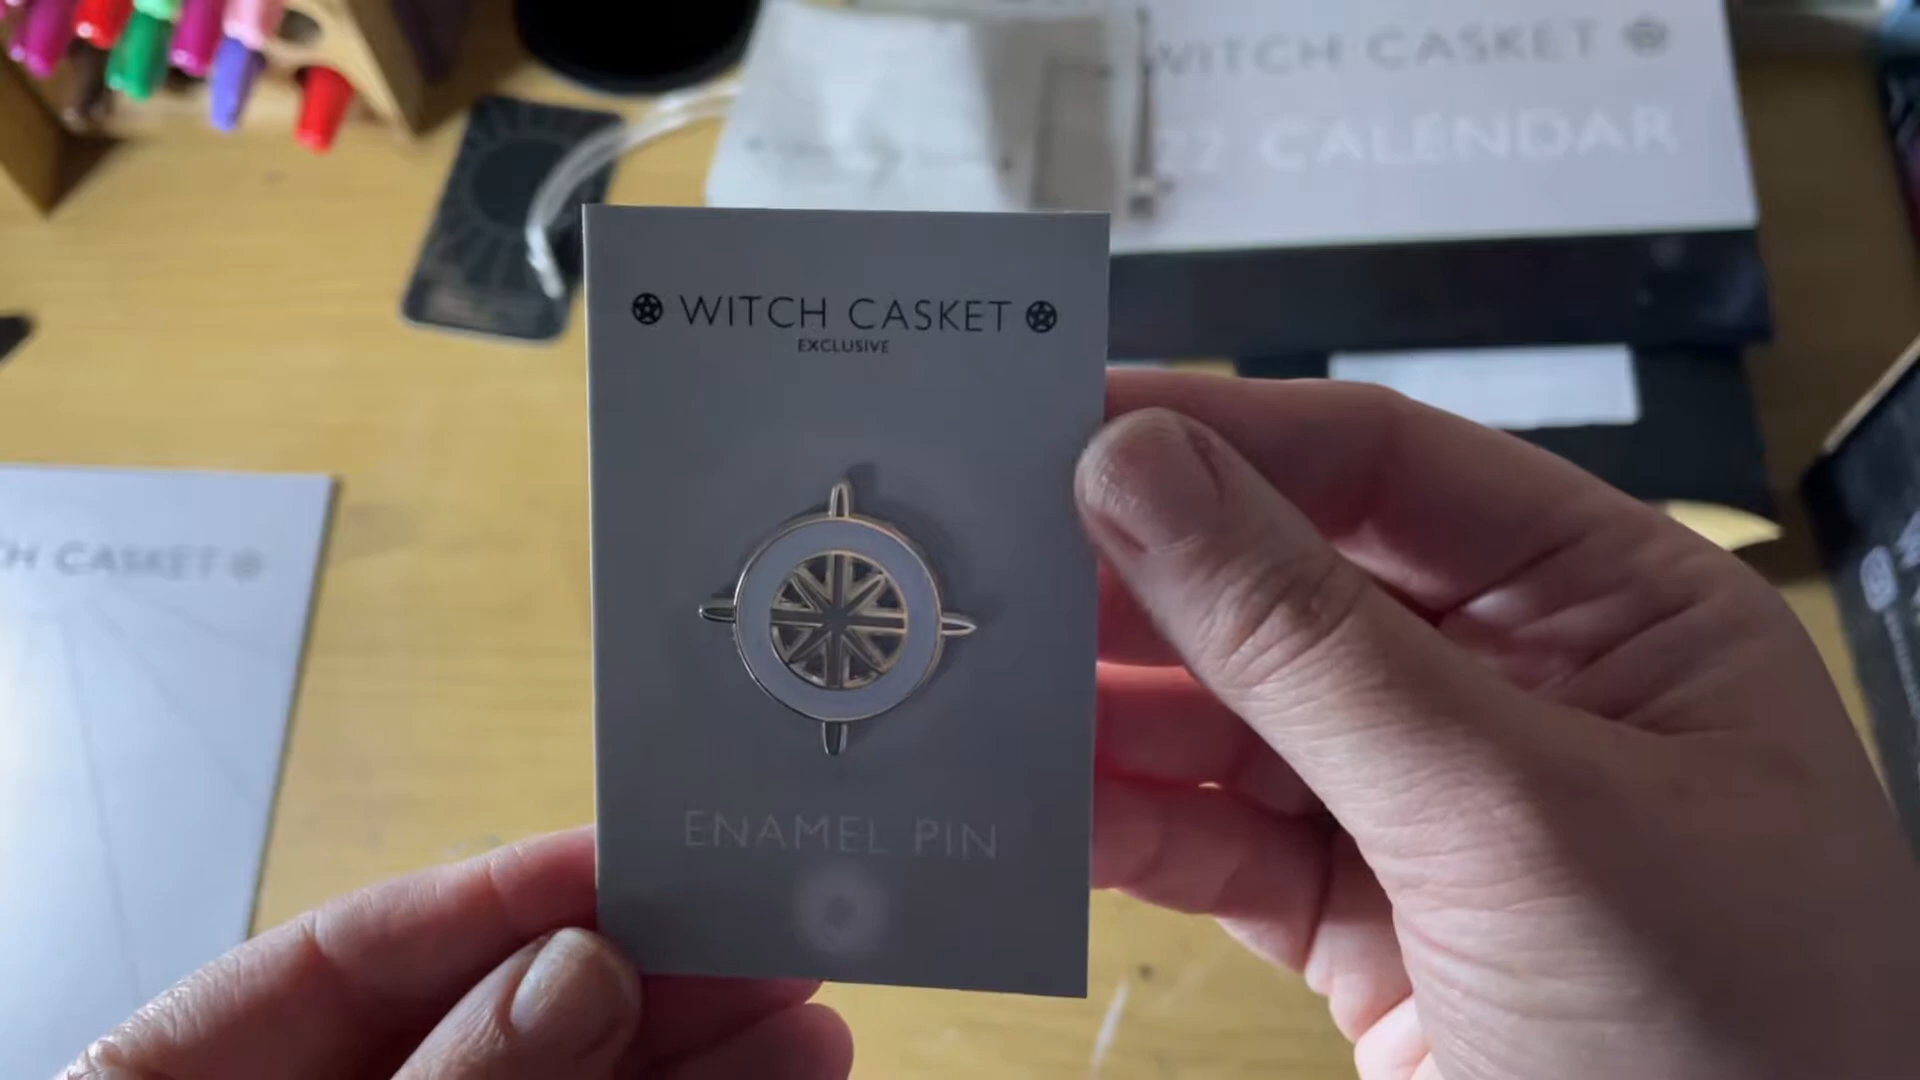 WITCH CASKET
CALENDAR
WITCH CASKET
EXCLUSIVE
CASKET
ENAMEL PIN